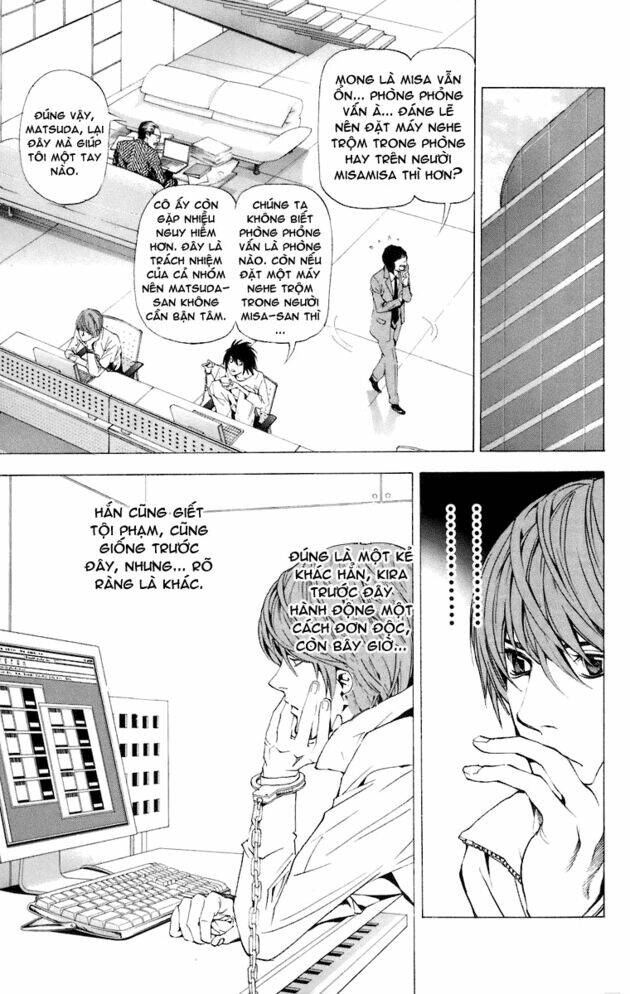 MONG LÀ MISA VẪN
ỔN... PHỎNG PHỎNG
VẤN À... ĐÁNG LẼ
NÊN ĐẶT MÁY NGHE
TRỘM TRONG PHÒNG
HAY TRÊN NGƯỜI
MISAMISA THÌ HƠN?
CHÚNG TA
KHÔNG BIẾT
PHÒNG PHỎNG
VẤN LÀ PHÒNG
NÀO. CÒN NẾU
ĐẶT MỘT MÁY
NGHE TRỘM
TRONG NGƯỜI
MISA-SAN THÌ
...
CÔ ẤY CÒN
GẶP NHIỀU
NGUY HIỂM
HƠN. ĐÂY LÀ
TRÁCH NHIỆM
CỦA CẢ NHÓM
NÊN MATSUDA-
SAN KHÔNG
CẦN BẬN TÂM.
ĐÚNG VẬY,
MATSUDA, LẠI
ĐÂY MÀ GIÚP
TÔI MỘT TAY
NÀO.
ĐÚNG LÀ MỘT KẺ
KHÁC HẲN, KIRA
TRƯỚC ĐÂY
HÀNH ĐỘNG MỘT
CÁCH ĐƠN ĐỘC,
CÒN BÂY GIỜ...
HẮN CŨNG GIẾT
TỘI PHẠM, CŨNG
GIỐNG TRƯỚC
ĐÂY, NHƯNG... RÕ
RÀNG LÀ KHÁC.